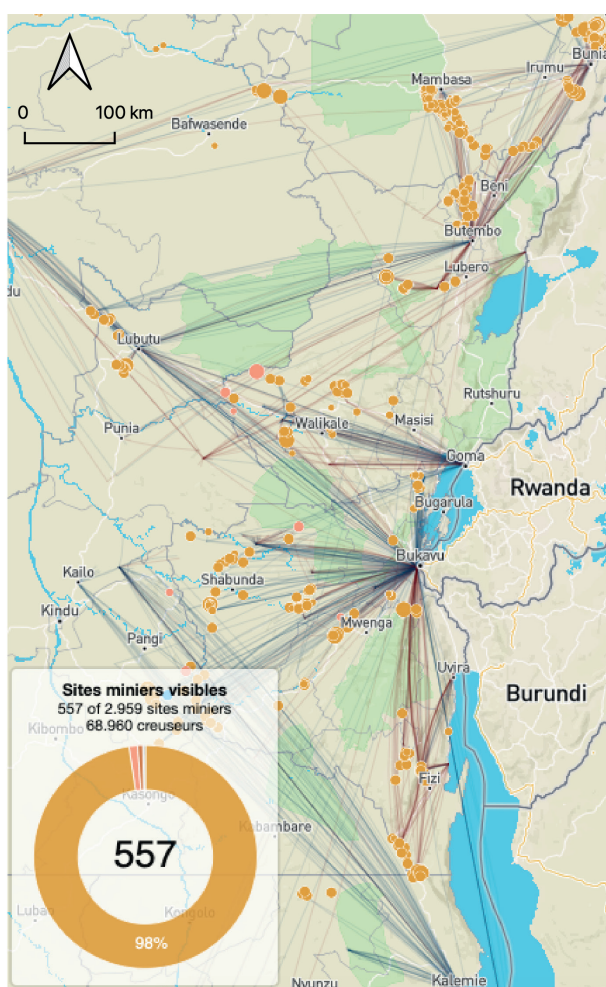 Bunia
Irumu
Mambasa
0 100 km
Bafwasende
Beni
Butembo
Lubero
du
Lubutu
Rutshuru
Punia
Walikale
Masisi
Goma
Rwanda
Bugarula
Bukavu
Kailo
Shabunda
Kindu
Mwenga
Pangi
Uvira
Sites miniers visibles
557 of 2.959 sites miniers
68.960 creuseurs
Burundi
Kibombo
Fizi
Kasongo
Kabambare
557
Lubao
Kongolo
98%
Nyunzu
Kalemie